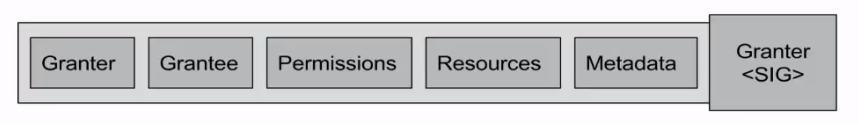 Granter
Grantee
Permissions
Resources
Metadata
Granter
<SIG>